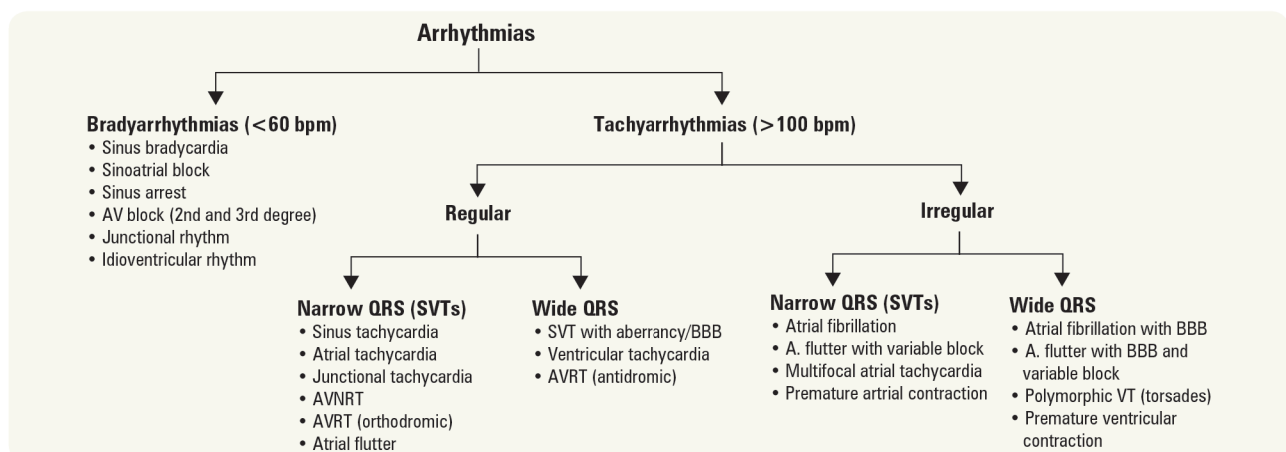 Arrhythmias
Bradyarrhythmias (<60 bpm)
• Sinus bradycardia
• Sinoatrial block
• Sinus arrest
• AV block (2nd and 3rd degree)
• Junctional rhythm
• Idioventricular rhythm
Tachyarrhythmias (>100 bpm)
Regular
Narrow QRS (SVTs)
• Sinus tachycardia
• Atrial tachycardia
• Junctional tachycardia
• AVNRT
• AVRT (orthodromic)
• Atrial flutter
Wide QRS
• SVT with aberrancy/BBB
• Ventricular tachycardia
• AVRT (antidromic)
Irregular
Narrow QRS (SVTs)
• Atrial fibrillation
• A. flutter with variable block
• Multifocal atrial tachycardia
• Premature artrial contraction
Wide QRS
• Atrial fibrillation with BBB
• A. flutter with BBB and
variable block
• Polymorphic VT (torsades)
• Premature ventricular
contraction